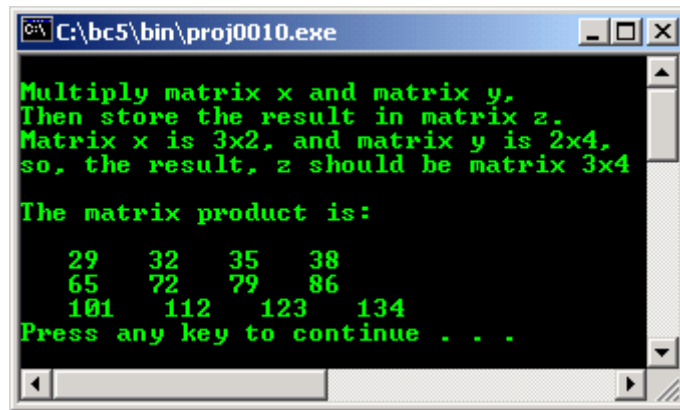 C:\bc5\bin\proj0010.exe
Multiply matrix x and matrix y,
Then store the result in matrix z.
Matrix x is 3x2, and matrix y is 2x4,
so, the result, z should be matrix 3x4
The matrix product is:
29 32 35 38
65 72 79 86
101 112 123 134
Press any key to continue . . .